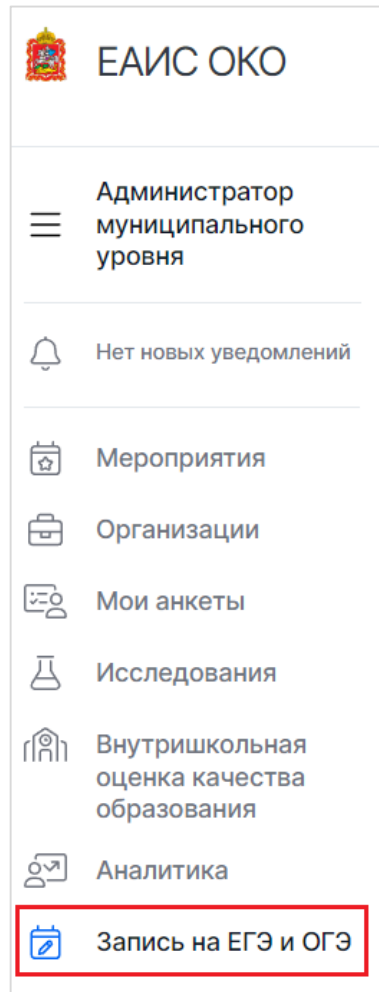 ЕАИС ОКО
Администратор
муниципального
уровня
Нет новых уведомлений
Мероприятия
Организации
Мои анкеты
Исследования
Внутришкольная
оценка качества
образования
Аналитика
Запись на ЕГЭ и ОГЭ